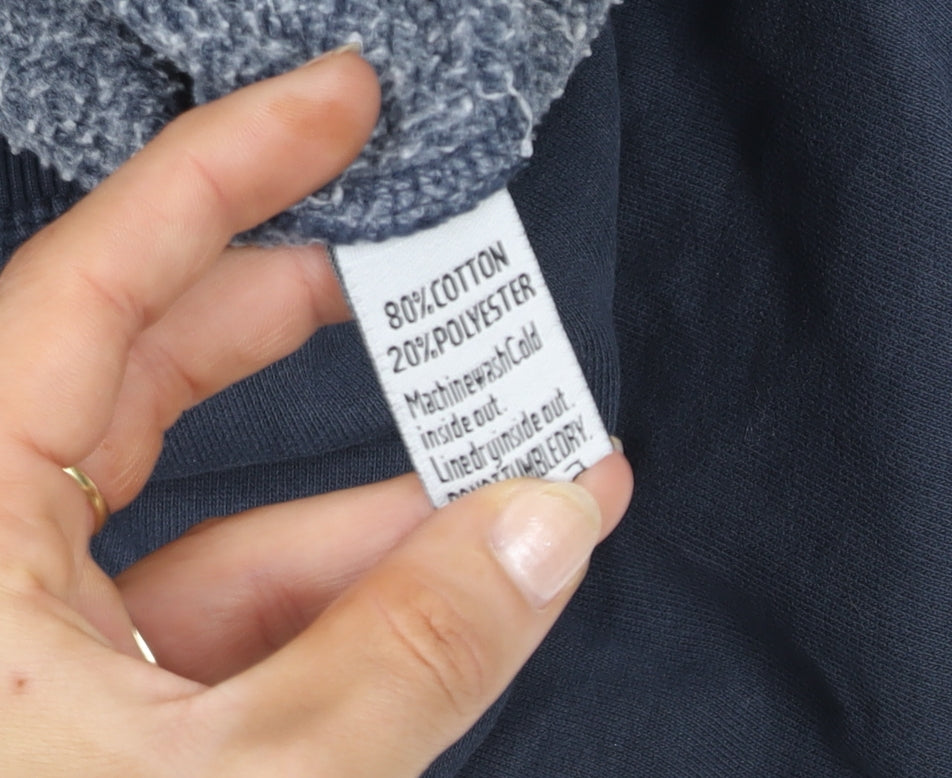 80%COTTON
20%POLYESTER
MachinewashCold
inside out.
Linedryinside out.
DONOTTUMBLEDRY.